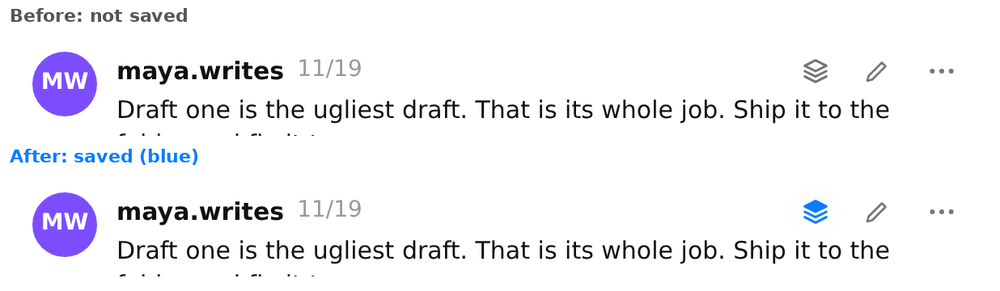 Before: not saved
MW
maya.writes 11/19
Draft one is the ugliest draft. That is its whole job. Ship it to the
After: saved (blue)
MW
maya.writes 11/19
Draft one is the ugliest draft. That is its whole job. Ship it to the